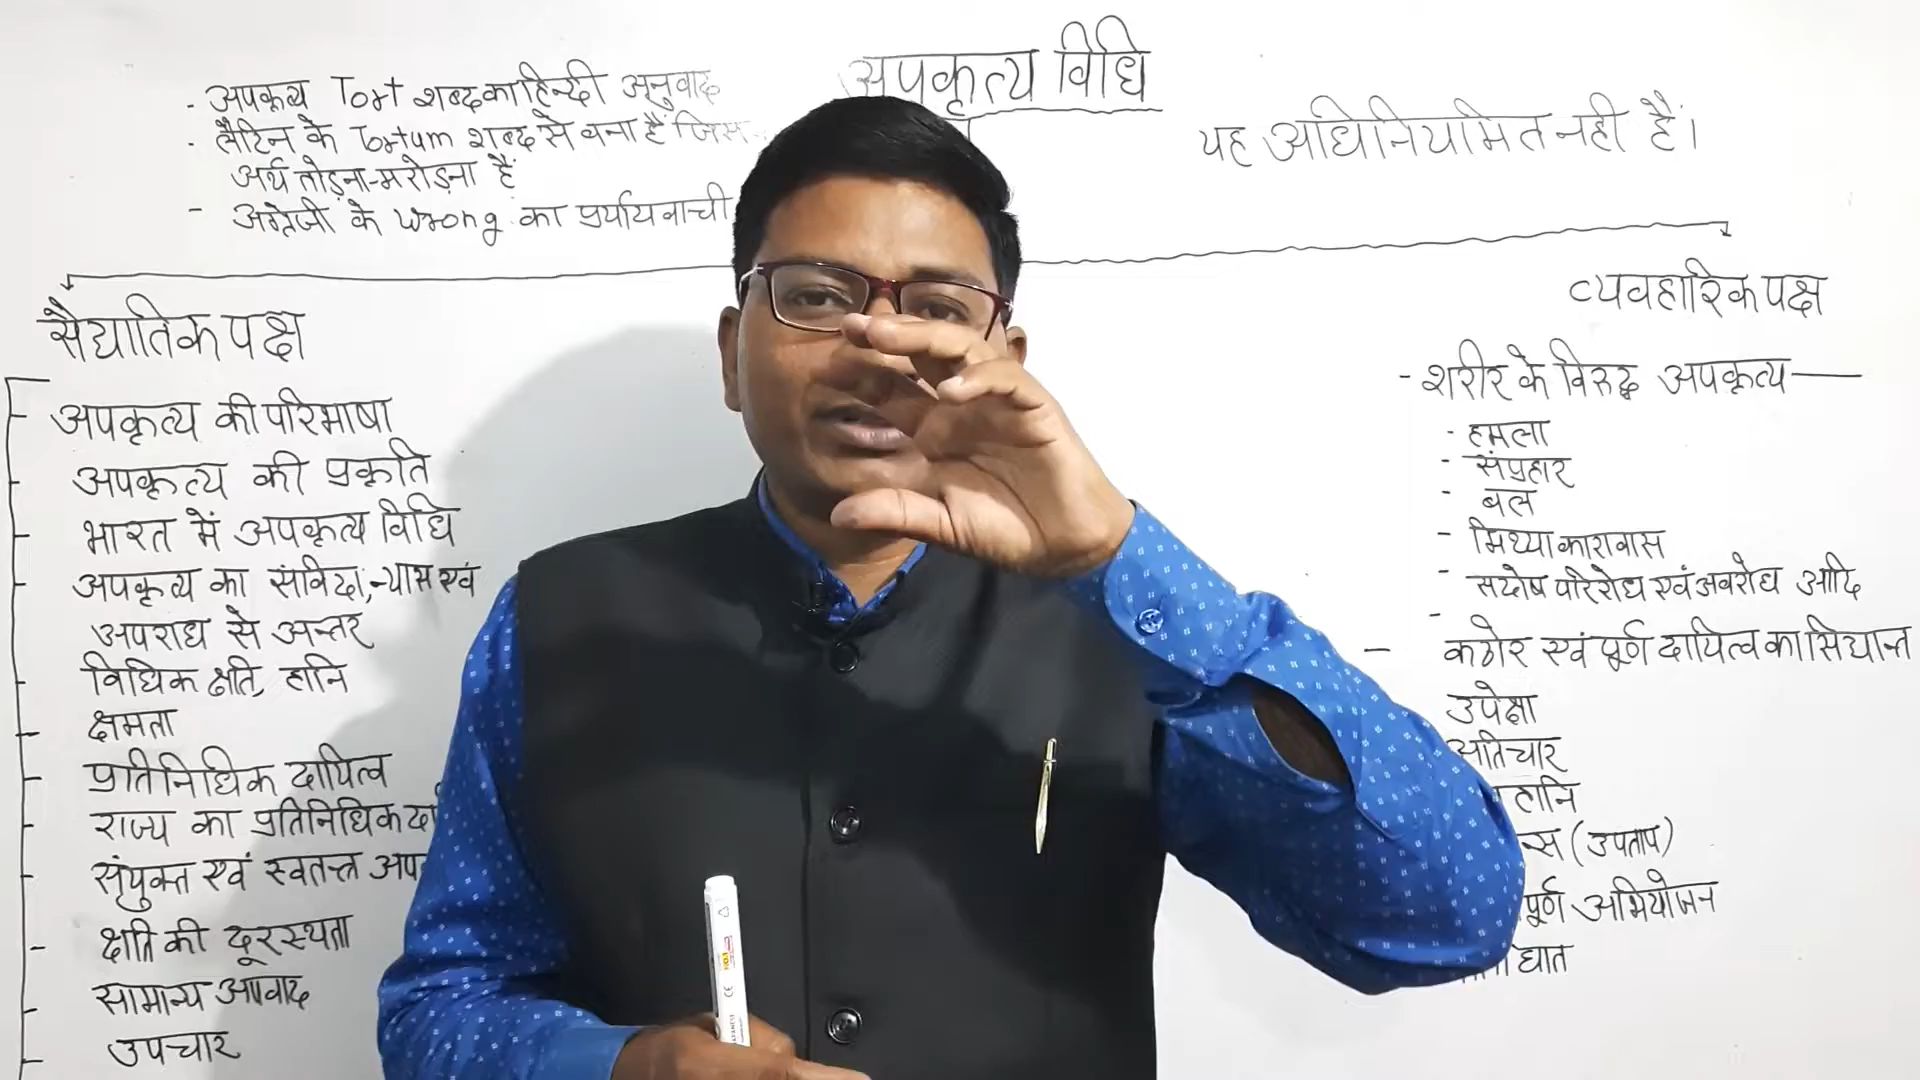 अपकृत्य विधि
- अपकृत्य Tort शब्द का हिन्दी अनुवाद
- लैटिन के Tortum शब्द से बना है जिस
अर्थ तोड़ना-मरोड़ना है
- अंग्रेजी के wrong का पर्यायवाची
यह अधिनियमित नही है।
सैद्यातिक पक्ष
अपकृत्य की परिभाषा
अपकृत्य की प्रकृति
भारत में अपकृत्य विधि
अपकृत्य का संविदा, न्यास एवं
अपराध से अन्तर
विधिक क्षति, हानि
क्षमता
प्रतिनिधिक दायित्व
राज्य का प्रतिनिधिक
संयुक्त एवं स्वतन्त्र
क्षति की दूरस्थता
सामान्य अपवाद
उपचार
व्यवहारिक पक्ष
- शरीर के विरुद्ध अपकृत्य —
- हमला
- संप्रहार
- बल
- मिथ्या कारावास
- सदोष परिरोध एवं अवरोध आदि
- कठोर एवं पूर्ण दायित्व का सिधान्त
उपेक्षा
अतिचार
हानि
न्स (उपताप)
पूर्ण अभियोजन
घात